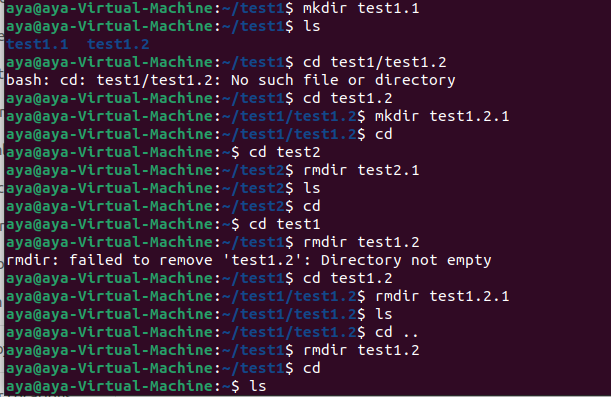 aya@aya-Virtual-Machine:~/test1$ mkdir test1.1
aya@aya-Virtual-Machine:~/test1$ ls
test1.1  test1.2
aya@aya-Virtual-Machine:~/test1$ cd test1/test1.2
bash: cd: test1/test1.2: No such file or directory
aya@aya-Virtual-Machine:~/test1$ cd test1.2
aya@aya-Virtual-Machine:~/test1/test1.2$ mkdir test1.2.1
aya@aya-Virtual-Machine:~/test1/test1.2$ cd
aya@aya-Virtual-Machine:~$ cd test2
aya@aya-Virtual-Machine:~/test2$ rmdir test2.1
aya@aya-Virtual-Machine:~/test2$ ls
aya@aya-Virtual-Machine:~/test2$ cd
aya@aya-Virtual-Machine:~$ cd test1
aya@aya-Virtual-Machine:~/test1$ rmdir test1.2
rmdir: failed to remove 'test1.2': Directory not empty
aya@aya-Virtual-Machine:~/test1$ cd test1.2
aya@aya-Virtual-Machine:~/test1/test1.2$ rmdir test1.2.1
aya@aya-Virtual-Machine:~/test1/test1.2$ ls
aya@aya-Virtual-Machine:~/test1/test1.2$ cd ..
aya@aya-Virtual-Machine:~/test1$ rmdir test1.2
aya@aya-Virtual-Machine:~/test1$ cd
aya@aya-Virtual-Machine:~$ ls